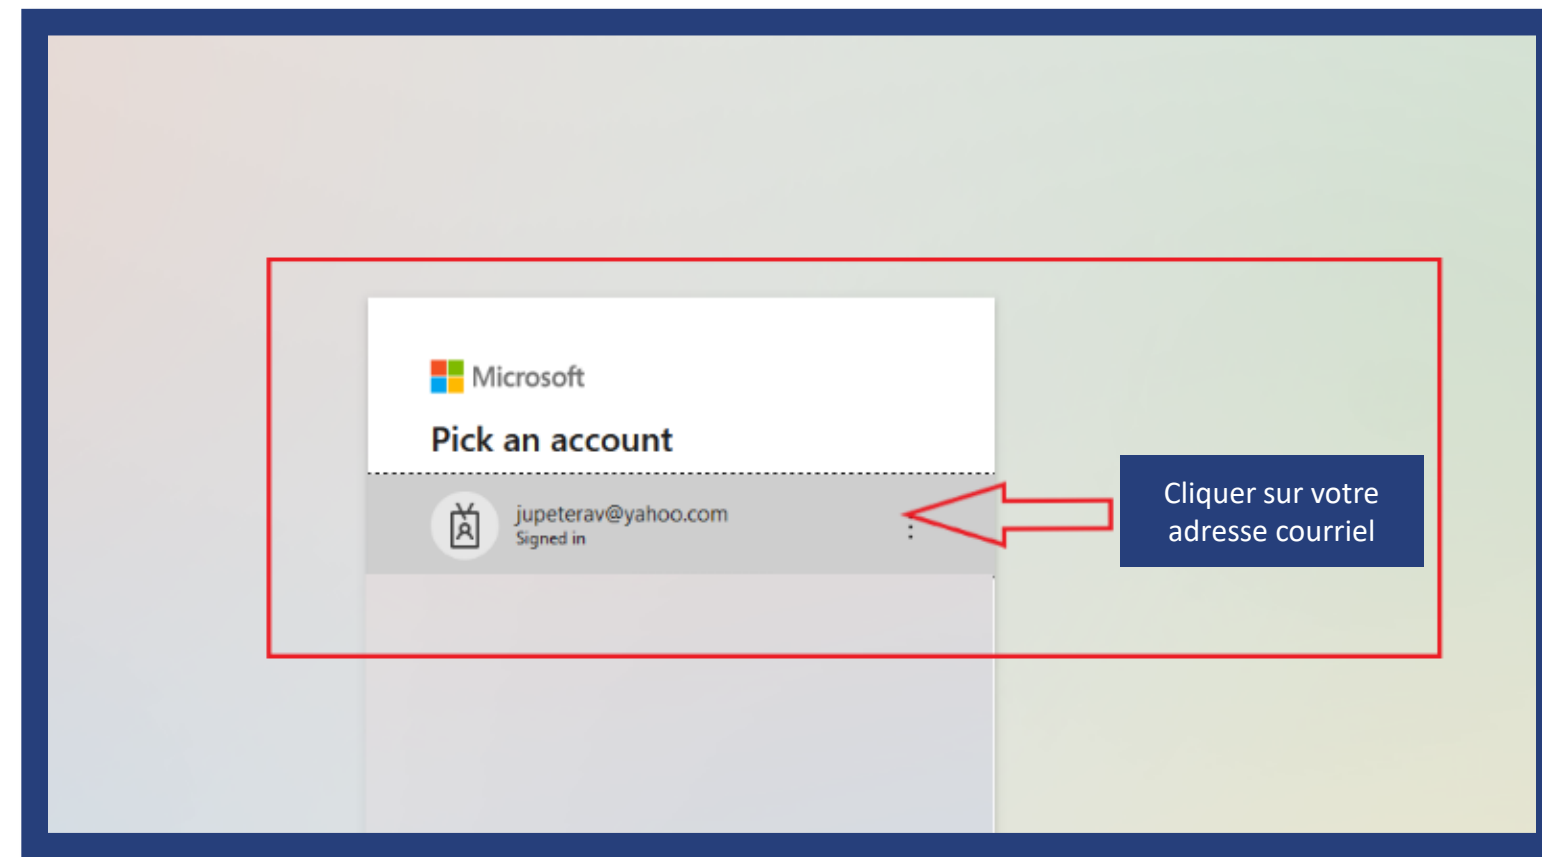 Microsoft
Pick an account
jupeterav@yahoo.com
Signed in
Cliquer sur votre
adresse courriel